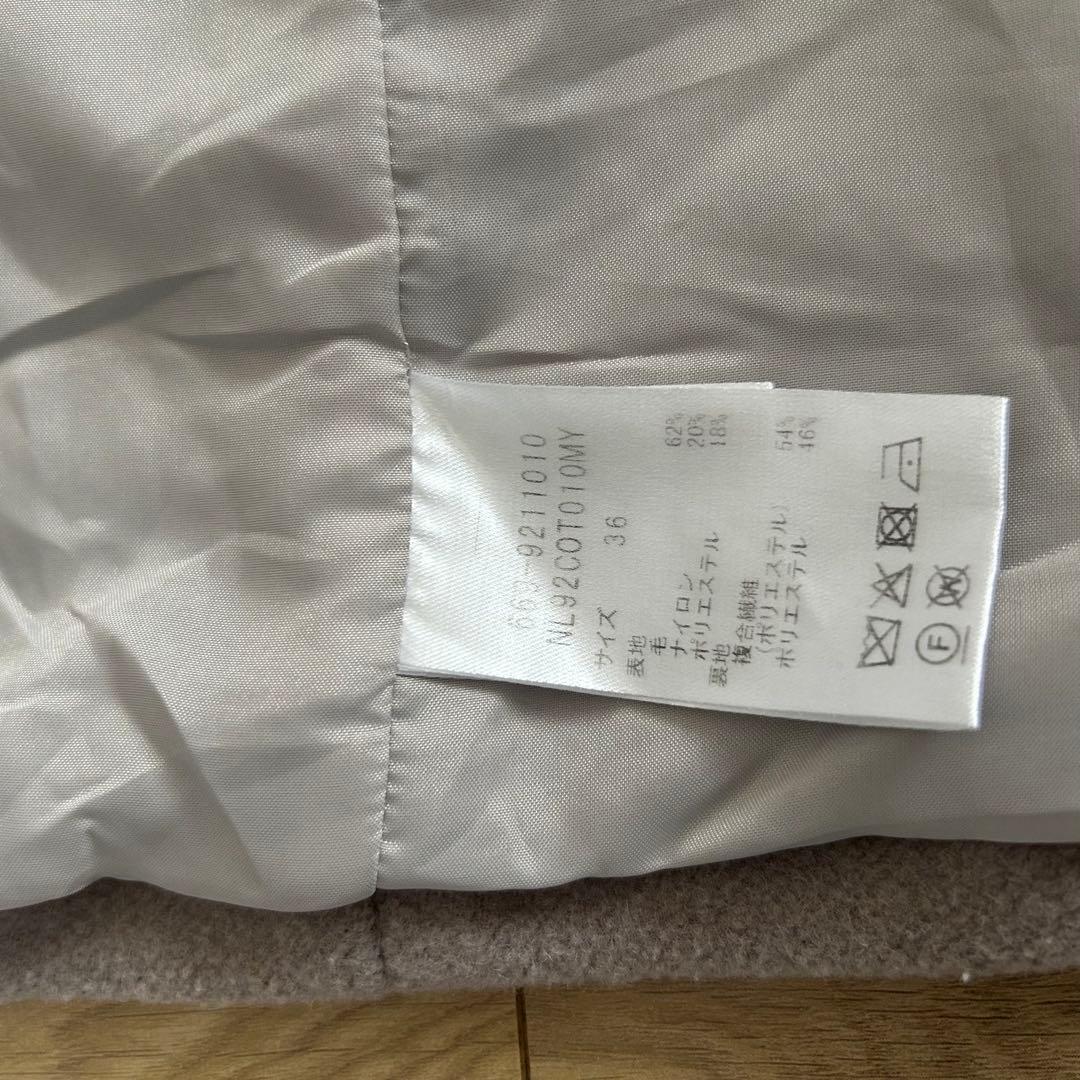 663-9211010
NL92COT010MY
サイズ 36
表地
毛 62%
ナイロン 20%
ポリエステル 18%
裏地
複合繊維
(ポリエステル) 54%
ポリエステル 46%
F
W